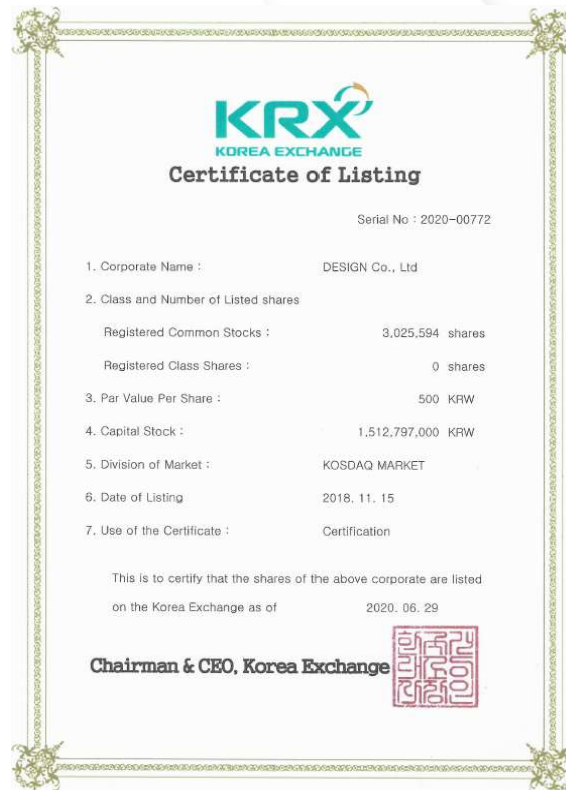 KRX
KOREA EXCHANGE
Certificate of Listing
Serial No : 2020-00772
1. Corporate Name : DESIGN Co., Ltd
2. Class and Number of Listed shares
Registered Common Stocks : 3,025,594 shares
Registered Class Shares : 0 shares
3. Par Value Per Share : 500 KRW
4. Capital Stock : 1,512,797,000 KRW
5. Division of Market : KOSDAQ MARKET
6. Date of Listing 2018. 11. 15
7. Use of the Certificate : Certification
This is to certify that the shares of the above corporate are listed
on the Korea Exchange as of 2020. 06. 29
Chairman & CEO, Korea Exchange